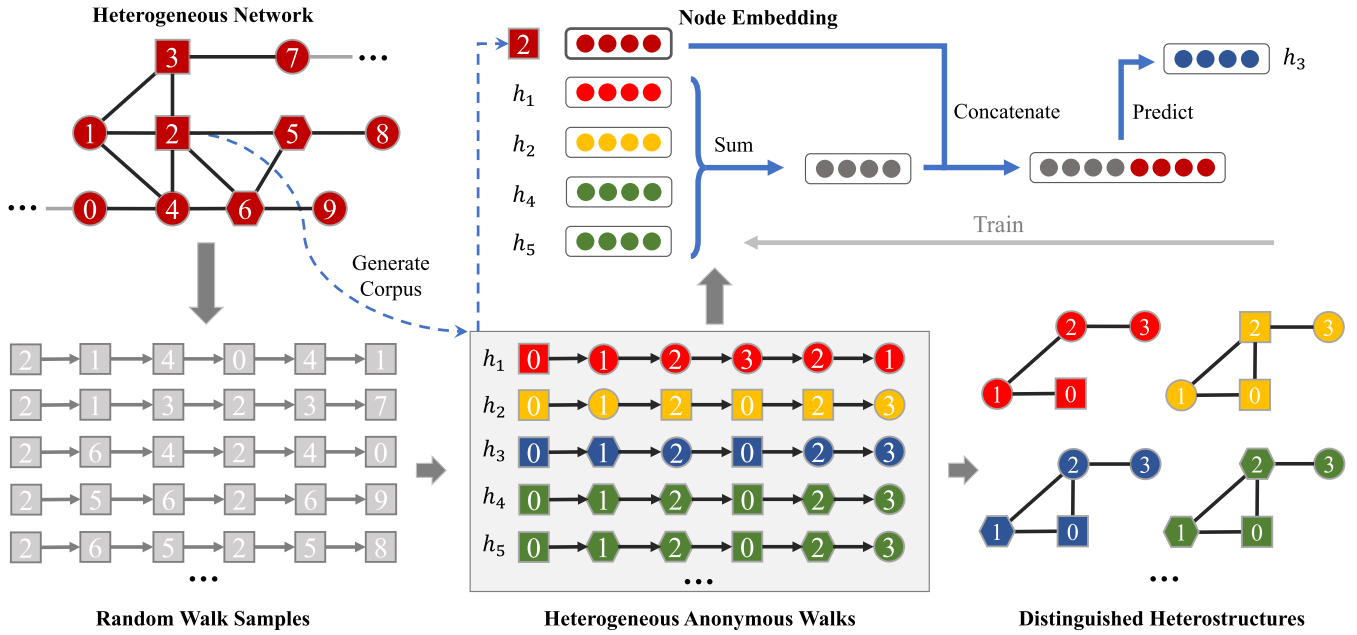 Heterogeneous Network
3 7 ...
1 2 5 8
... 0 4 6 9
Generate
Corpus
Node Embedding
2
h₁
h₂
h₄
h₅
Sum
Concatenate
Predict
h₃
Train
2 1 4 0 4 1
2 1 3 2 3 7
2 6 4 2 4 0
2 5 6 2 6 9
2 6 5 2 5 8
...
Random Walk Samples
h₁ 0 1 2 3 2 1
h₂ 0 1 2 0 2 3
h₃ 0 1 2 0 2 3
h₄ 0 1 2 0 2 3
h₅ 0 1 2 0 2 3
...
Heterogeneous Anonymous Walks
2 3
1 0
2 3
1 0
2 3
1 0
2 3
1 0
...
Distinguished Heterostructures